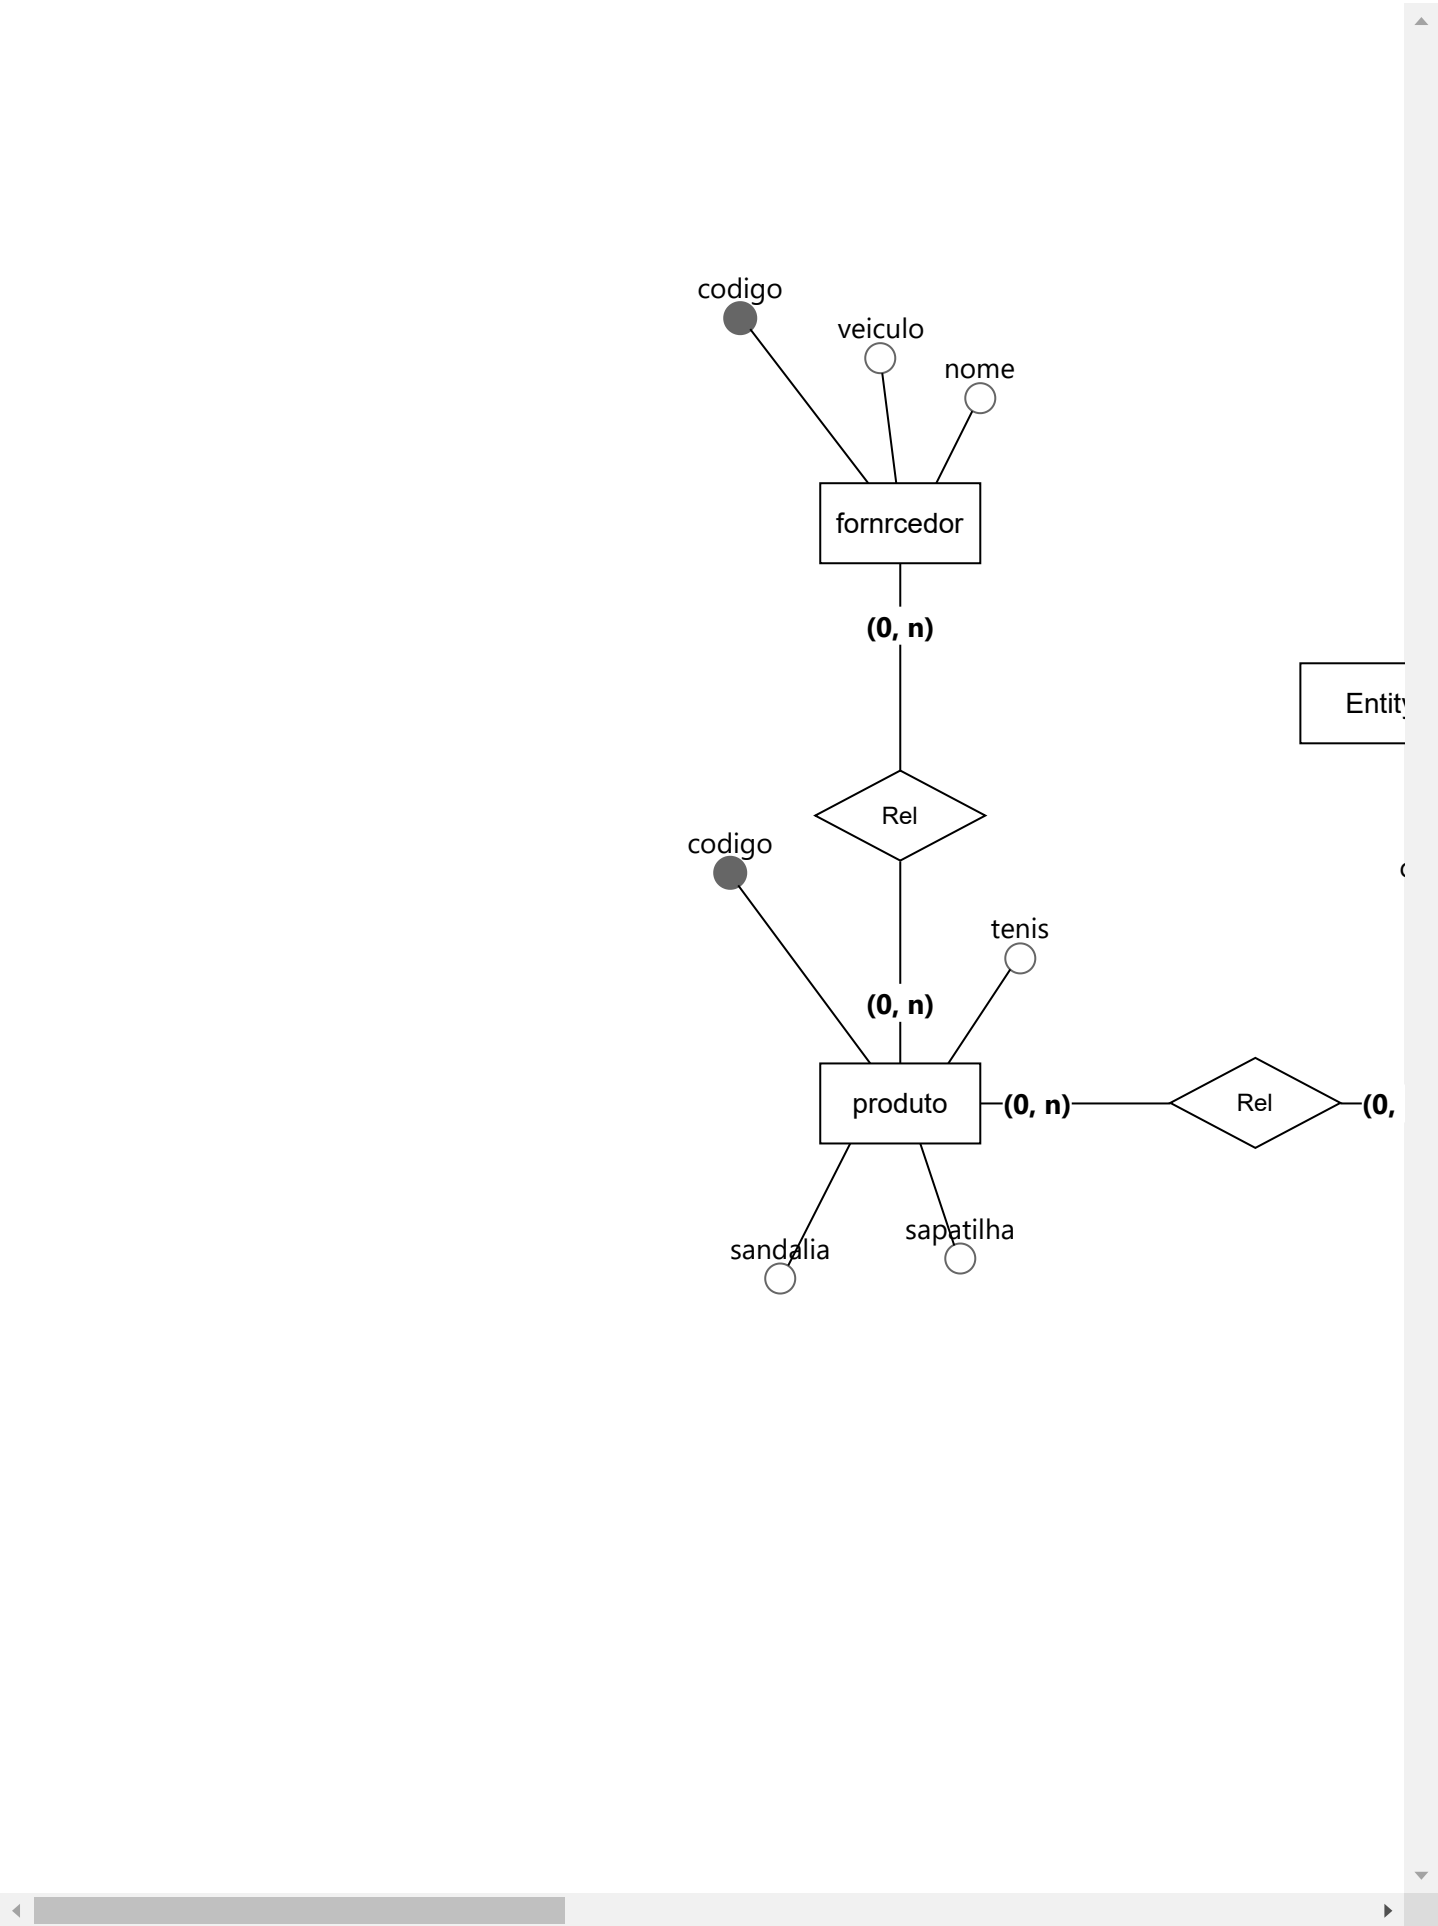 codigo
veiculo
nome
fornrcedor
(0, n)
Rel
codigo
tenis
(0, n)
produto
(0, n)
Rel
(0,
sandalia
sapatilha